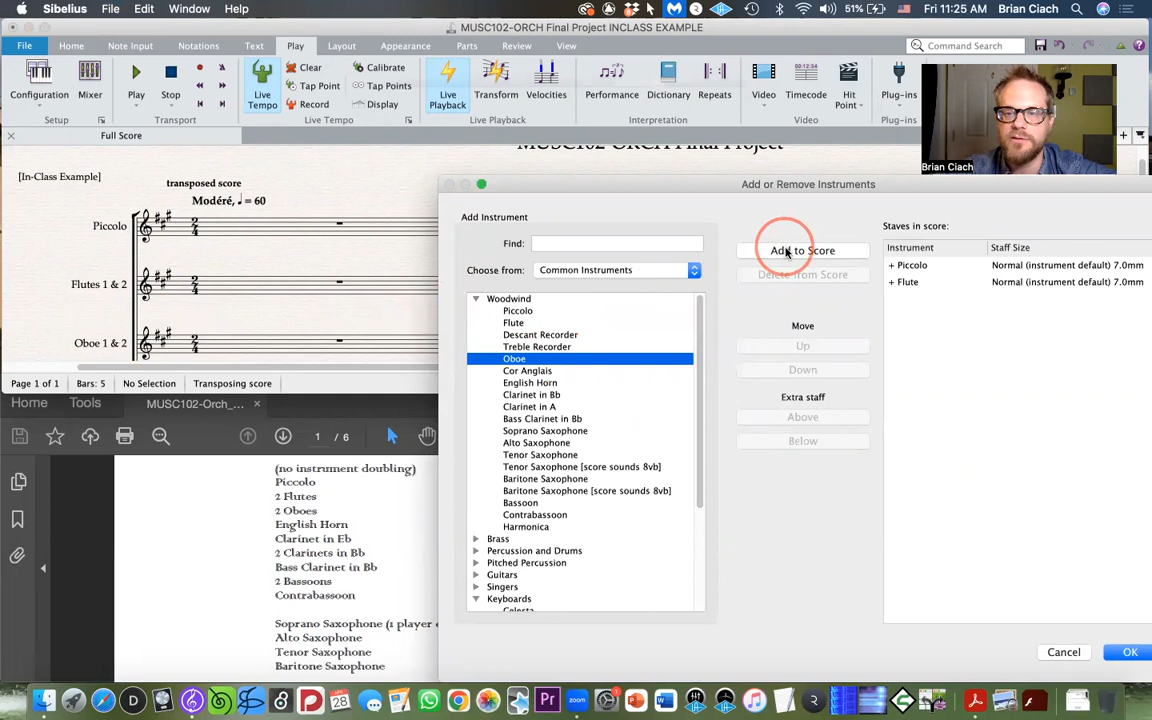 Sibelius File Edit Window Help 51% Fri 11:25 AM Brian Ciach
MUSC102-ORCH Final Project INCLASS EXAMPLE
File Home Note Input Notations Text Play Layout Appearance Parts Review View Command Search
Configuration Mixer Play Stop Live Tempo Clear Tap Point Record Calibrate Tap Points Display Live Playback Transform Velocities Performance Dictionary Repeats Video Timecode Hit Point Plug-ins
Setup Transport Live Tempo Live Playback Interpretation Video Plug-ins
Brian Ciach
Full Score
MUSC102-ORCH Final Project
[In-Class Example]
transposed score
Modéré, ♩ = 60
Piccolo
Flutes 1 & 2
Oboe 1 & 2
Page 1 of 1 Bars: 5 No Selection Transposing score
Home Tools MUSC102-Orch_...
1 / 6
(no instrument doubling)
Piccolo
2 Flutes
2 Oboes
English Horn
Clarinet in Eb
2 Clarinets in Bb
Bass Clarinet in Bb
2 Bassoons
Contrabassoon
Soprano Saxophone (1 player
Alto Saxophone
Tenor Saxophone
Baritone Saxophone
Add or Remove Instruments
Add Instrument
Find:
Choose from: Common Instruments
Woodwind
Piccolo
Flute
Descant Recorder
Treble Recorder
Oboe
Cor Anglais
English Horn
Clarinet in Bb
Clarinet in A
Bass Clarinet in Bb
Soprano Saxophone
Alto Saxophone
Tenor Saxophone
Tenor Saxophone [score sounds 8vb]
Baritone Saxophone
Baritone Saxophone [score sounds 8vb]
Bassoon
Contrabassoon
Harmonica
Brass
Percussion and Drums
Pitched Percussion
Guitars
Singers
Keyboards
Celesta
Add to Score
Delete from Score
Move
Up
Down
Extra staff
Above
Below
Staves in score:
Instrument Staff Size
+ Piccolo Normal (instrument default) 7.0mm
+ Flute Normal (instrument default) 7.0mm
Cancel OK